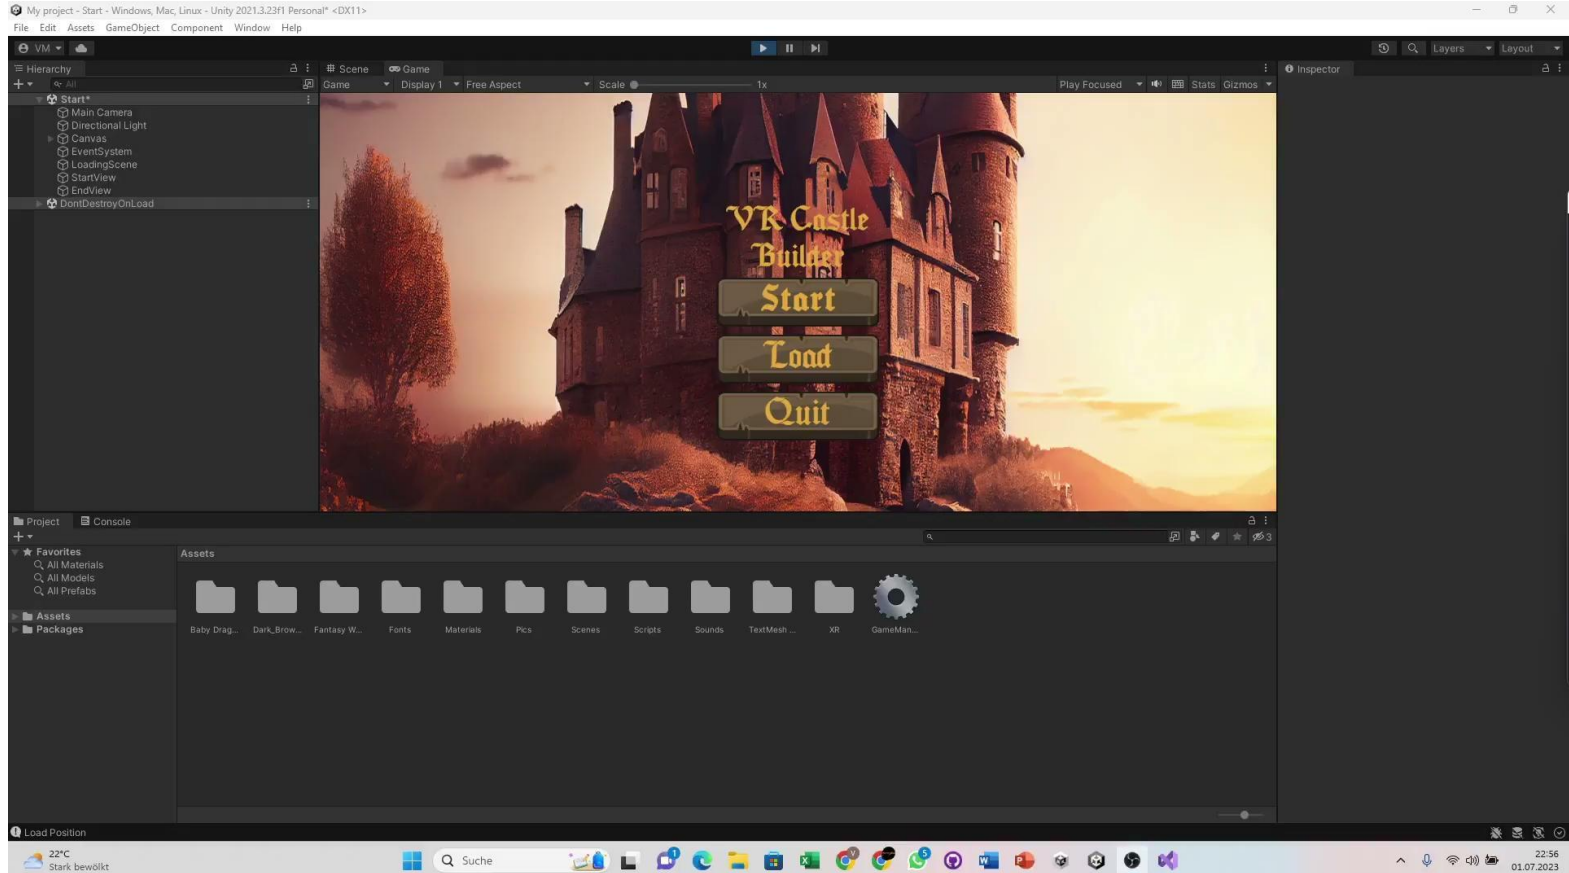 My project - Start - Windows, Mac, Linux - Unity 2021.3.23f1 Personal* <DX11>
File Edit Assets GameObject Component Window Help
VM Layers Layout
Hierarchy Scene Game Inspector
All Game Display 1 Free Aspect Scale 1x Play Focused Stats Gizmos
Start*
Main Camera
Directional Light
Canvas
EventSystem
LoadingScene
StartView
EndView
DontDestroyOnLoad
VR Castle
Builder
Start
Load
Quit
Project Console
3
Favorites
All Materials
All Models
All Prefabs
Assets
Packages
Assets
Baby Drag... Dark_Brow... Fantasy W... Fonts Materials Pics Scenes Scripts Sounds TextMesh ... XR GameMan...
Load Position
22°C
Stark bewölkt
Suche
1
5
22:56
01.07.2023